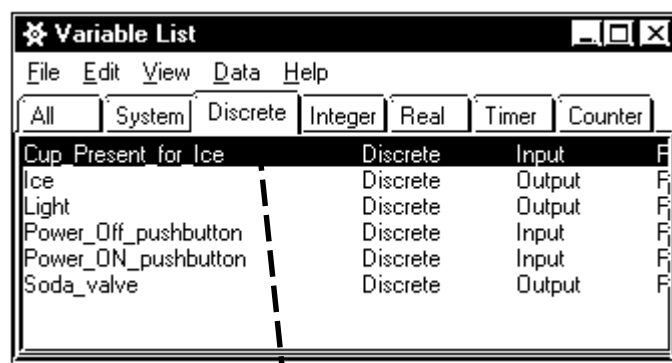 Variable List
File Edit View Data Help
All System Discrete Integer Real Timer Counter
Cup_Present_for_Ice Discrete Input
Ice Discrete Output
Light Discrete Output
Power_Off_pushbutton Discrete Input
Power_ON_pushbutton Discrete Input
Soda_valve Discrete Output